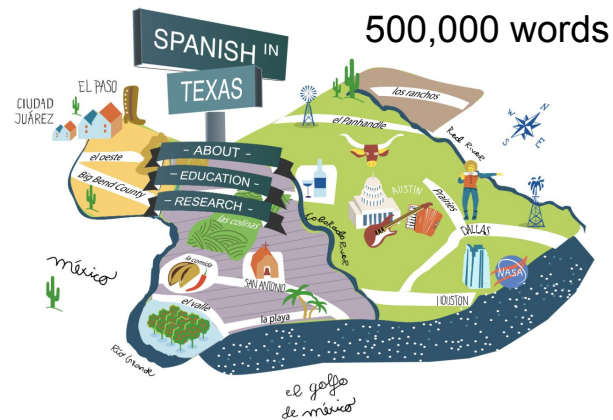 500,000 words
SPANISH IN
TEXAS
- ABOUT -
- EDUCATION -
- RESEARCH -
EL PASO
CIUDAD
JUÁREZ
el oeste
Big Bend County
los ranchos
el Panhandle
Red River
N
W
E
S
AUSTIN
Prairies
DALLAS
Colorado River
las colinas
la comida
SAN ANTONIO
NASA
HOUSTON
el valle
la playa
méxico
Río Grande
el golfo
de méxico